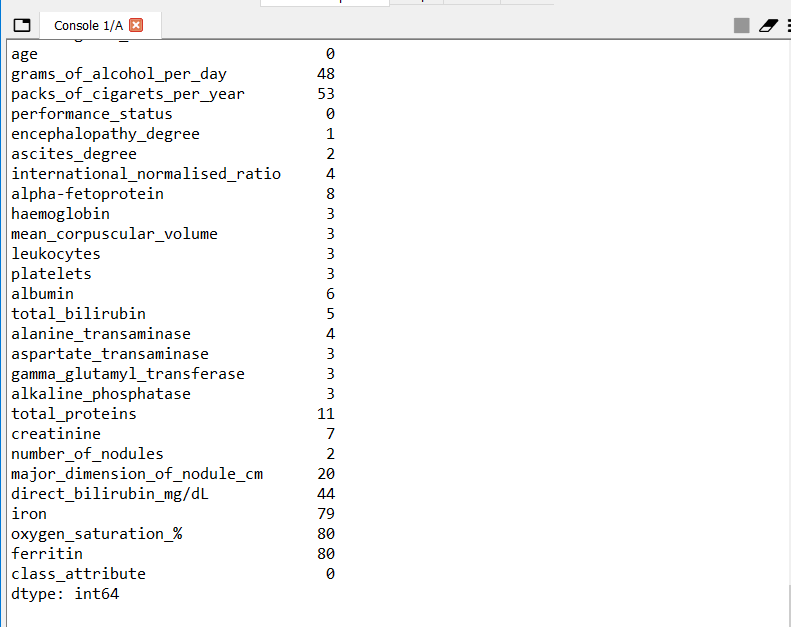 Console 1/A
age 0
grams_of_alcohol_per_day 48
packs_of_cigarets_per_year 53
performance_status 0
encephalopathy_degree 1
ascites_degree 2
international_normalised_ratio 4
alpha-fetoprotein 8
haemoglobin 3
mean_corpuscular_volume 3
leukocytes 3
platelets 3
albumin 6
total_bilirubin 5
alanine_transaminase 4
aspartate_transaminase 3
gamma_glutamyl_transferase 3
alkaline_phosphatase 3
total_proteins 11
creatinine 7
number_of_nodules 2
major_dimension_of_nodule_cm 20
direct_bilirubin_mg/dL 44
iron 79
oxygen_saturation_% 80
ferritin 80
class_attribute 0
dtype: int64